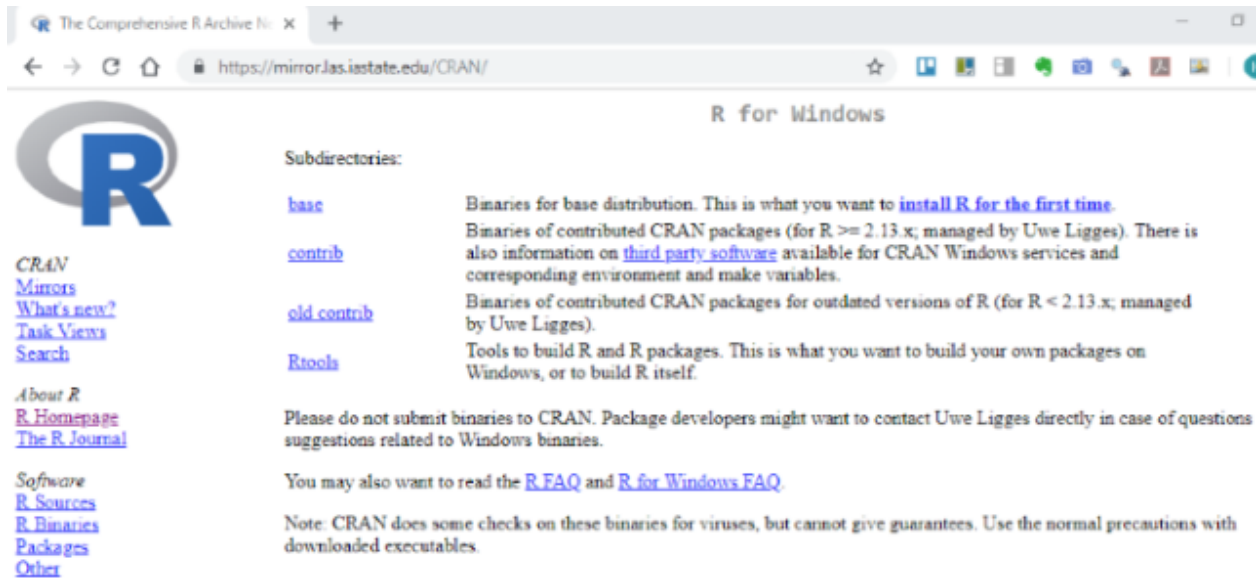 The Comprehensive R Archive Ne
https://mirror.las.iastate.edu/CRAN/
R
CRAN
Mirrors
What's new?
Task Views
Search
About R
R Homepage
The R Journal
Software
R Sources
R Binaries
Packages
Other
R for Windows
Subdirectories:
base
Binaries for base distribution. This is what you want to install R for the first time.
contrib
Binaries of contributed CRAN packages (for R >= 2.13.x; managed by Uwe Ligges). There is
also information on third party software available for CRAN Windows services and
corresponding environment and make variables.
old contrib
Binaries of contributed CRAN packages for outdated versions of R (for R < 2.13.x; managed
by Uwe Ligges).
Rtools
Tools to build R and R packages. This is what you want to build your own packages on
Windows, or to build R itself.
Please do not submit binaries to CRAN. Package developers might want to contact Uwe Ligges directly in case of questions
suggestions related to Windows binaries.
You may also want to read the R FAQ and R for Windows FAQ.
Note: CRAN does some checks on these binaries for viruses, but cannot give guarantees. Use the normal precautions with
downloaded executables.